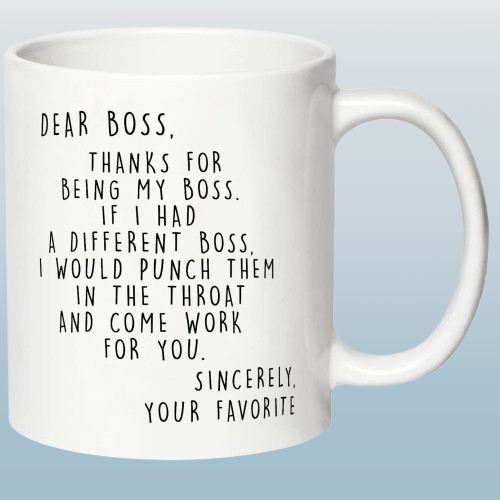 DEAR BOSS,
THANKS FOR
BEING MY BOSS.
IF I HAD
A DIFFERENT BOSS,
I WOULD PUNCH THEM
IN THE THROAT
AND COME WORK
FOR YOU.
SINCERELY,
YOUR FAVORITE